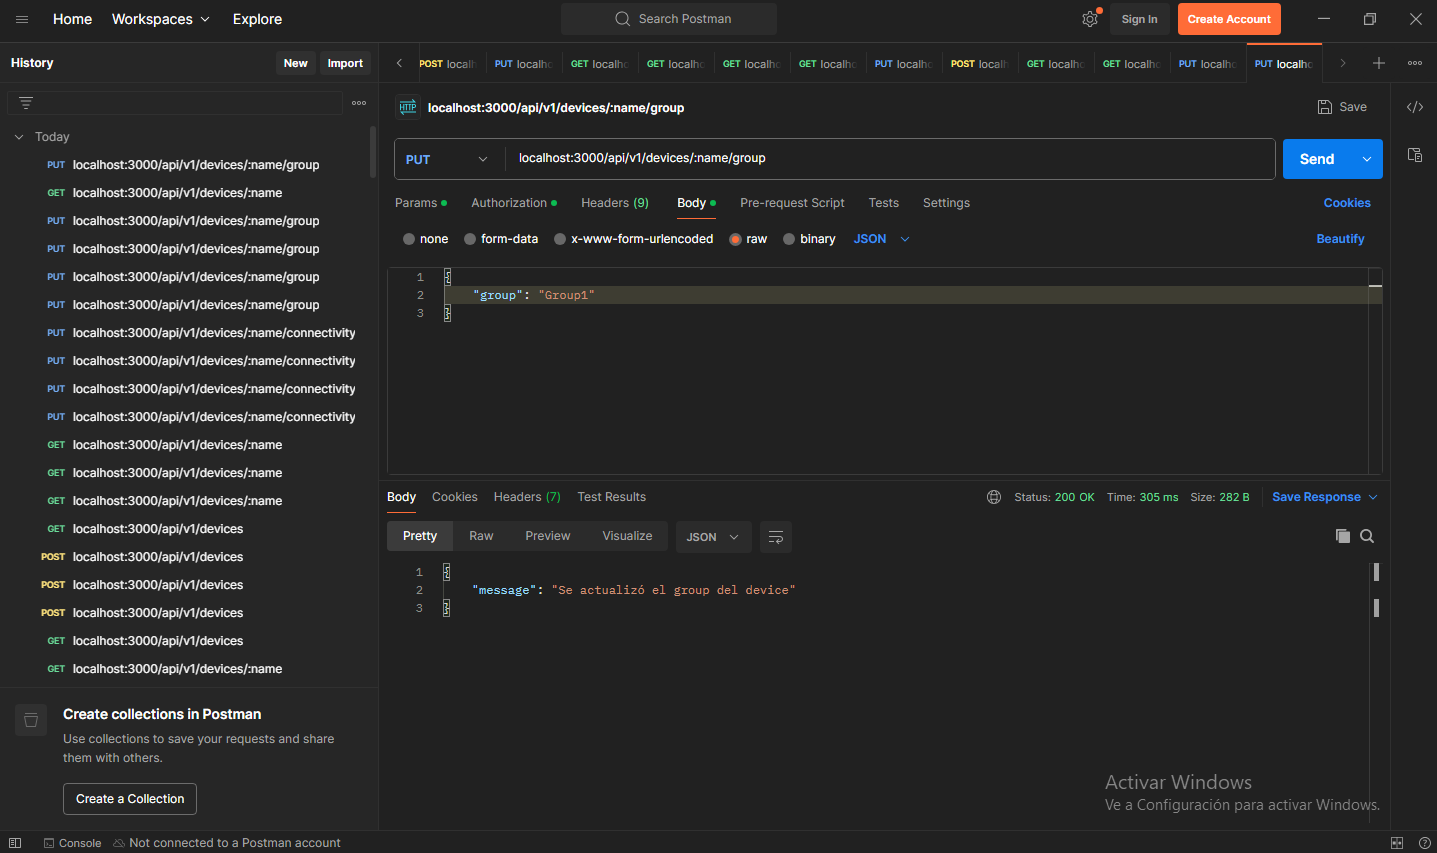 Home Workspaces Explore Search Postman Sign In Create Account
History New Import
POST localh PUT localho GET localho GET localho GET localho GET localho PUT localho POST localh GET localho GET localho PUT localho PUT localho
localhost:3000/api/v1/devices/:name/group Save
Today
PUT localhost:3000/api/v1/devices/:name/group
GET localhost:3000/api/v1/devices/:name
PUT localhost:3000/api/v1/devices/:name/group
PUT localhost:3000/api/v1/devices/:name/group
PUT localhost:3000/api/v1/devices/:name/group
PUT localhost:3000/api/v1/devices/:name/group
PUT localhost:3000/api/v1/devices/:name/connectivity
PUT localhost:3000/api/v1/devices/:name/connectivity
PUT localhost:3000/api/v1/devices/:name/connectivity
PUT localhost:3000/api/v1/devices/:name/connectivity
GET localhost:3000/api/v1/devices/:name
GET localhost:3000/api/v1/devices/:name
GET localhost:3000/api/v1/devices/:name
GET localhost:3000/api/v1/devices
POST localhost:3000/api/v1/devices
POST localhost:3000/api/v1/devices
POST localhost:3000/api/v1/devices
GET localhost:3000/api/v1/devices
GET localhost:3000/api/v1/devices/:name
Create collections in Postman
Use collections to save your requests and share
them with others.
Create a Collection
HTTP
PUT localhost:3000/api/v1/devices/:name/group Send
Params Authorization Headers (9) Body Pre-request Script Tests Settings Cookies
none form-data x-www-form-urlencoded raw binary JSON Beautify
1 {
2 "group": "Group1"
3 }
Body Cookies Headers (7) Test Results Status: 200 OK Time: 305 ms Size: 282 B Save Response
Pretty Raw Preview Visualize JSON
1 {
2 "message": "Se actualizó el group del device"
3 }
Activar Windows
Ve a Configuración para activar Windows.
Console Not connected to a Postman account